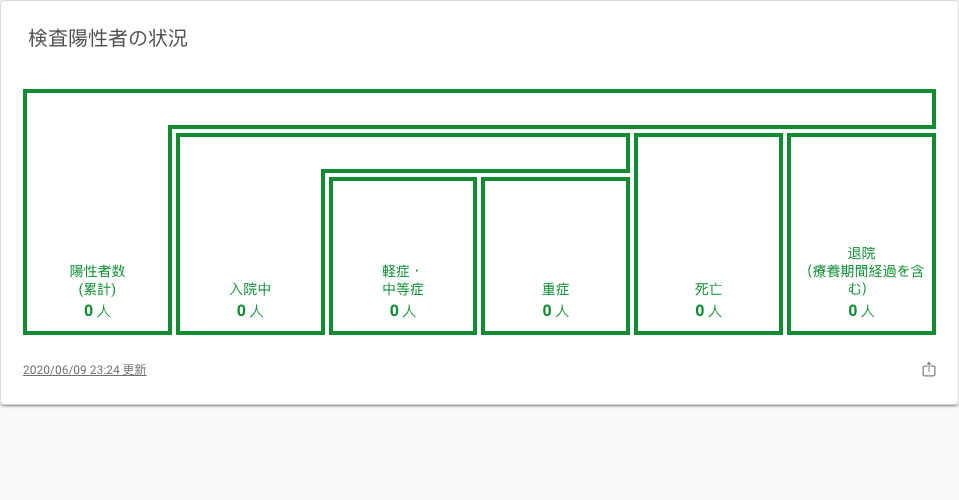 検査陽性者の状況
陽性者数
(累計)
0 人
入院中
0 人
軽症・
中等症
0 人
重症
0 人
死亡
0 人
退院
（療養期間経過を含
む）
0 人
2020/06/09 23:24 更新